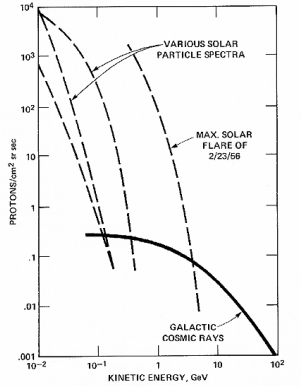 10⁴
10³
10²
10
1
.1
.01
.001
PROTONS/cm² sr sec
VARIOUS SOLAR
PARTICLE SPECTRA
MAX. SOLAR
FLARE OF
2/23/56
GALACTIC
COSMIC RAYS
10⁻²
10⁻¹
1
10
10²
KINETIC ENERGY, GeV